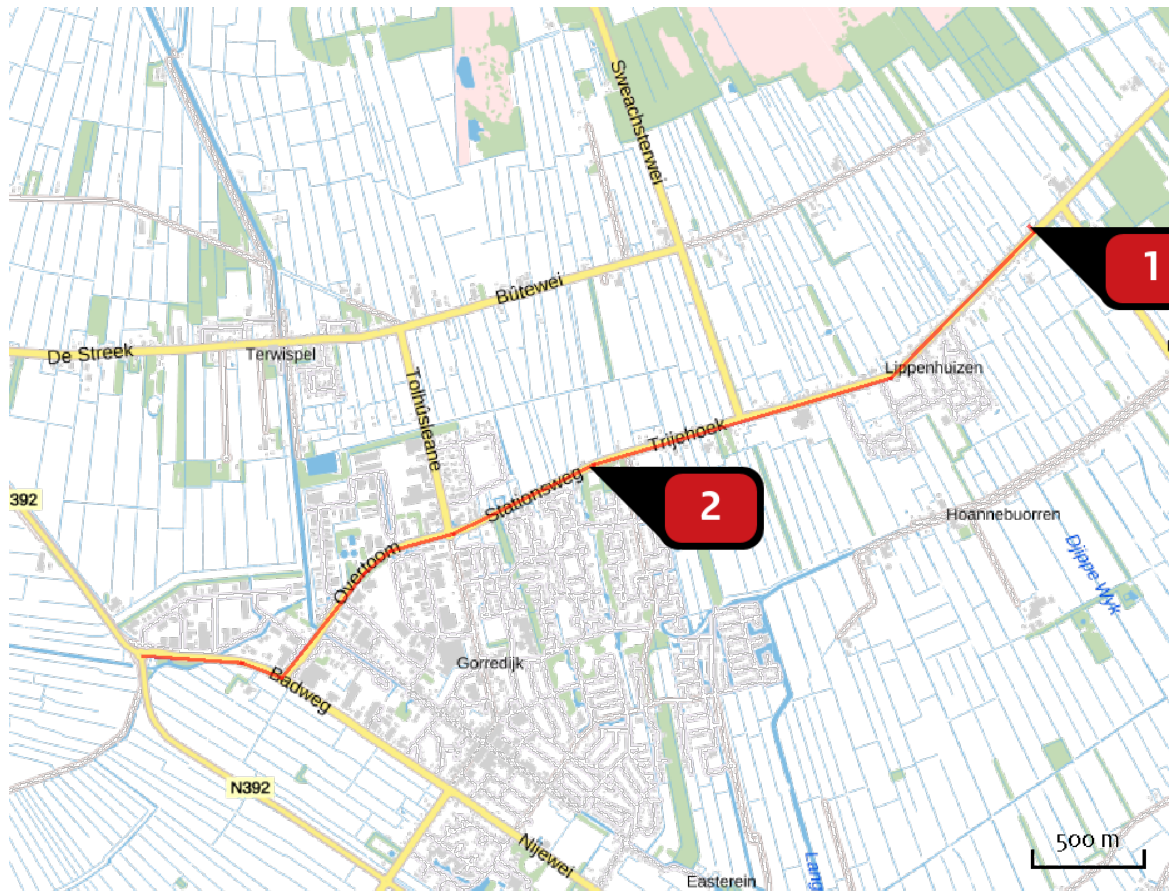 Sweachsterwei
1
Bûtewei
De Streek
Terwispel
Lippenhuizen
Tolhúsleane
Trijehoek
Stationsweg
2
392
Hoannebuorren
Djippe Wyk
Overtoom
Gorredijk
Badweg
N392
500 m
Nijewei
Easterein